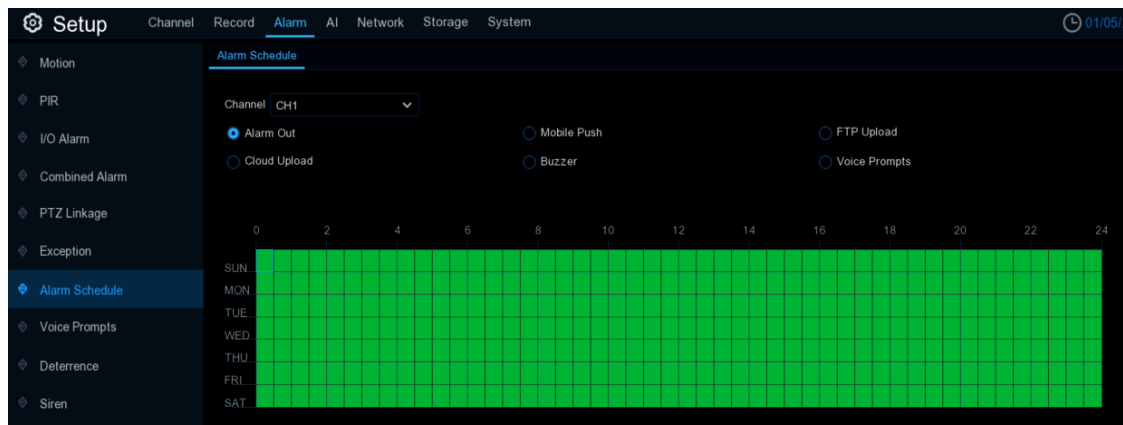 Setup Channel Record Alarm AI Network Storage System 01/05/
Motion
PIR
I/O Alarm
Combined Alarm
PTZ Linkage
Exception
Alarm Schedule
Voice Prompts
Deterrence
Siren
Alarm Schedule
Channel CH1
Alarm Out Mobile Push FTP Upload
Cloud Upload Buzzer Voice Prompts
0 2 4 6 8 10 12 14 16 18 20 22 24
SUN
MON
TUE
WED
THU
FRI
SAT